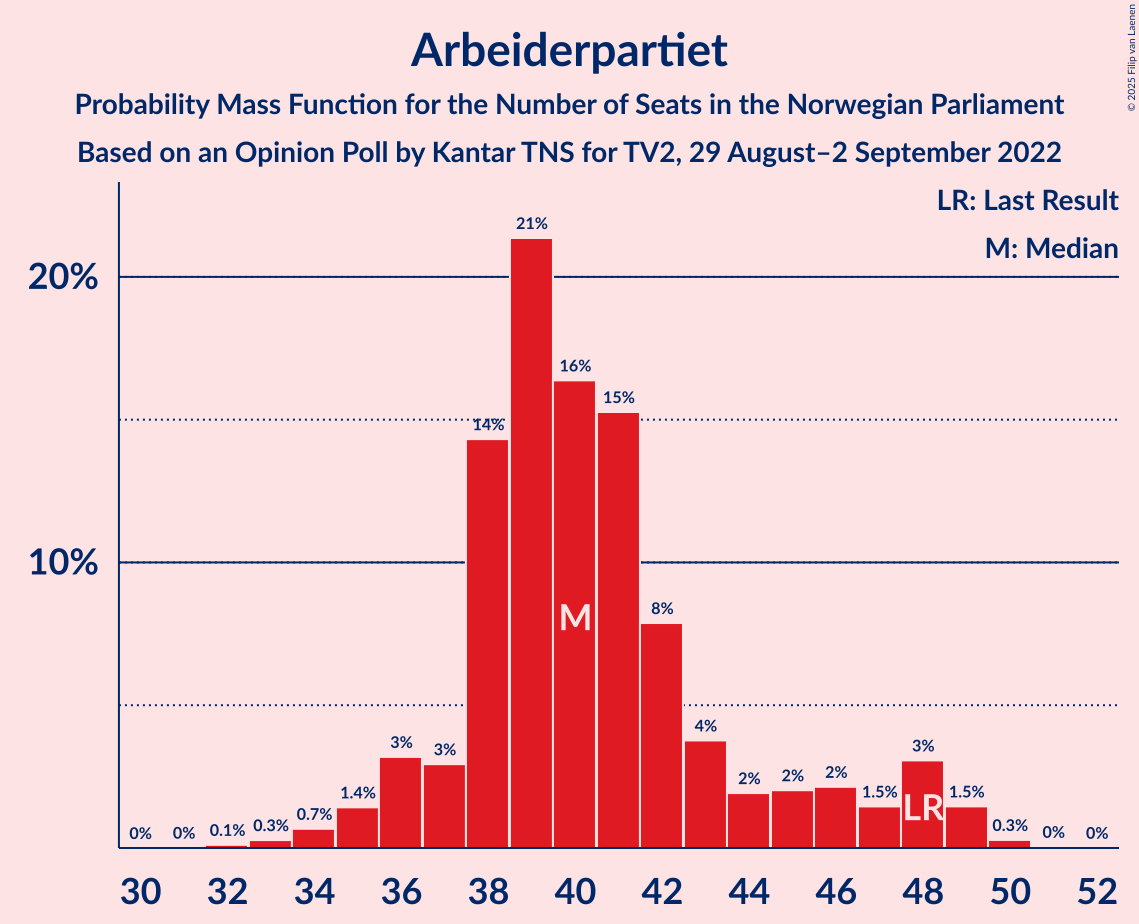 Arbeiderpartiet
Probability Mass Function for the Number of Seats in the Norwegian Parliament
Based on an Opinion Poll by Kantar TNS for TV2, 29 August–2 September 2022
© 2025 Filip van Laenen
LR: Last Result
M: Median
20%
10%
0%
0%
0.1%
0.3%
0.7%
1.4%
3%
3%
14%
21%
16%
15%
8%
4%
2%
2%
2%
1.5%
3%
1.5%
0.3%
0%
0%
M
LR
30 32 34 36 38 40 42 44 46 48 50 52